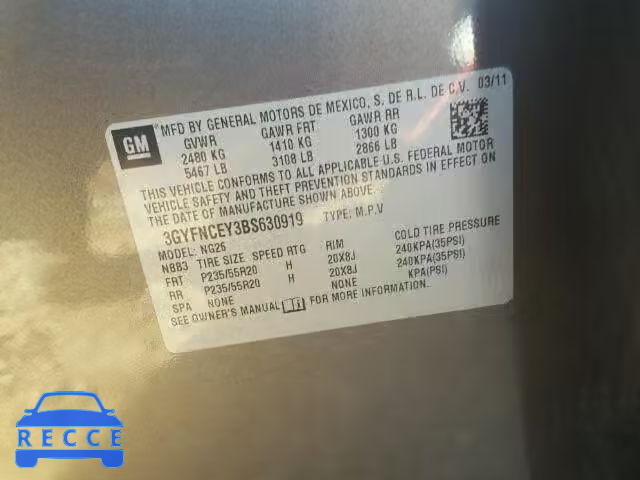 GM
MFD BY GENERAL MOTORS DE MEXICO, S. DE R.L. DE C.V. 03/11
GVWR GAWR FRT GAWR RR
2480 KG 1410 KG 1300 KG
5467 LB 3108 LB 2866 LB
THIS VEHICLE CONFORMS TO ALL APPLICABLE U.S. FEDERAL MOTOR
VEHICLE SAFETY AND THEFT PREVENTION STANDARDS IN EFFECT ON
THE DATE OF MANUFACTURE SHOWN ABOVE.
3GYFNCEY3BS630919 TYPE: M.P.V
MODEL: NG26
N883 TIRE SIZE SPEED RTG RIM COLD TIRE PRESSURE
FRT P235/55R20 H 20X8J 240KPA(35PSI)
RR P235/55R20 H 20X8J 240KPA(35PSI)
SPA NONE NONE KPA(PSI)
SEE OWNER'S MANUAL FOR MORE INFORMATION.
RECCE